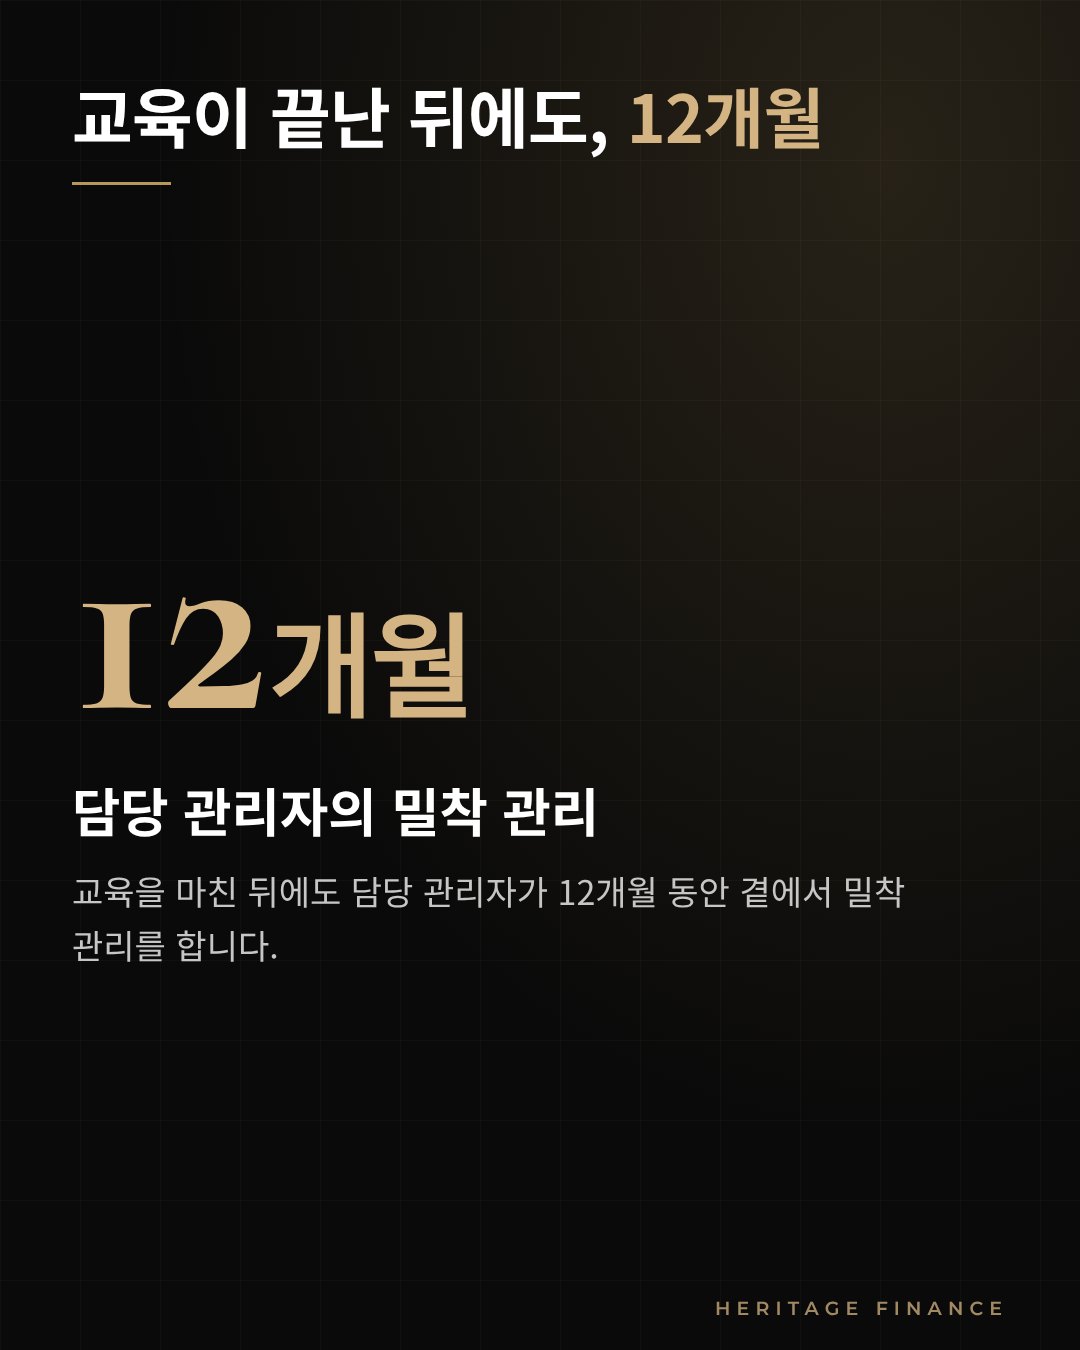 교육이 끝난 뒤에도, 12개월
12개월
담당 관리자의 밀착 관리
교육을 마친 뒤에도 담당 관리자가 12개월 동안 곁에서 밀착
관리를 합니다.
HERITAGE FINANCE